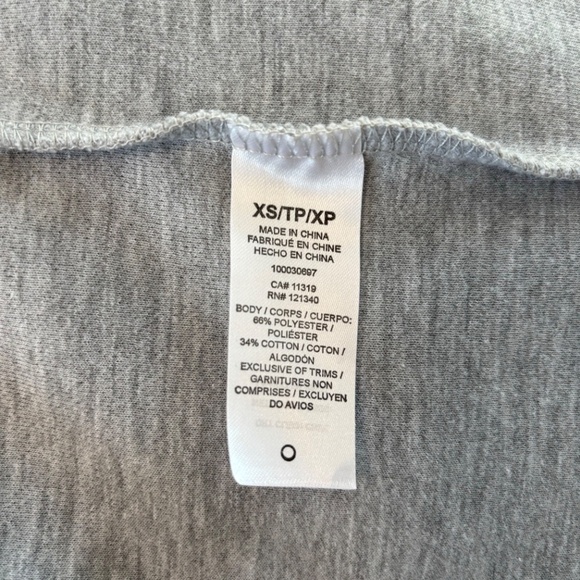 XS/TP/XP
MADE IN CHINA
FABRIQUÉ EN CHINE
HECHO EN CHINA
100030697
CA# 11319
RN# 121340
BODY / CORPS / CUERPO:
66% POLYESTER /
POLIÉSTER
34% COTTON / COTON /
ALGODÓN
EXCLUSIVE OF TRIMS /
GARNITURES NON
COMPRISES / EXCLUYEN
DO AVIOS